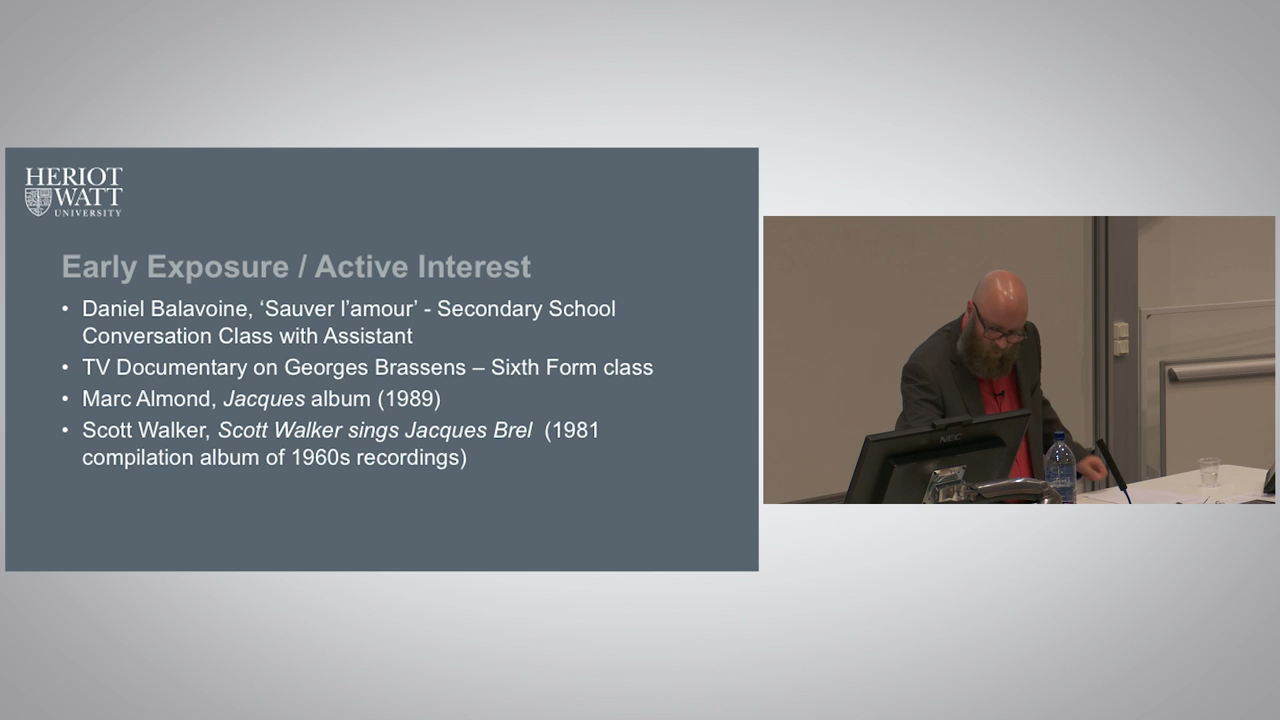 HERIOT
WATT
UNIVERSITY
Early Exposure / Active Interest
• Daniel Balavoine, ‘Sauver l’amour’ - Secondary School
Conversation Class with Assistant
• TV Documentary on Georges Brassens – Sixth Form class
• Marc Almond, Jacques album (1989)
• Scott Walker, Scott Walker sings Jacques Brel (1981
compilation album of 1960s recordings)
NEC